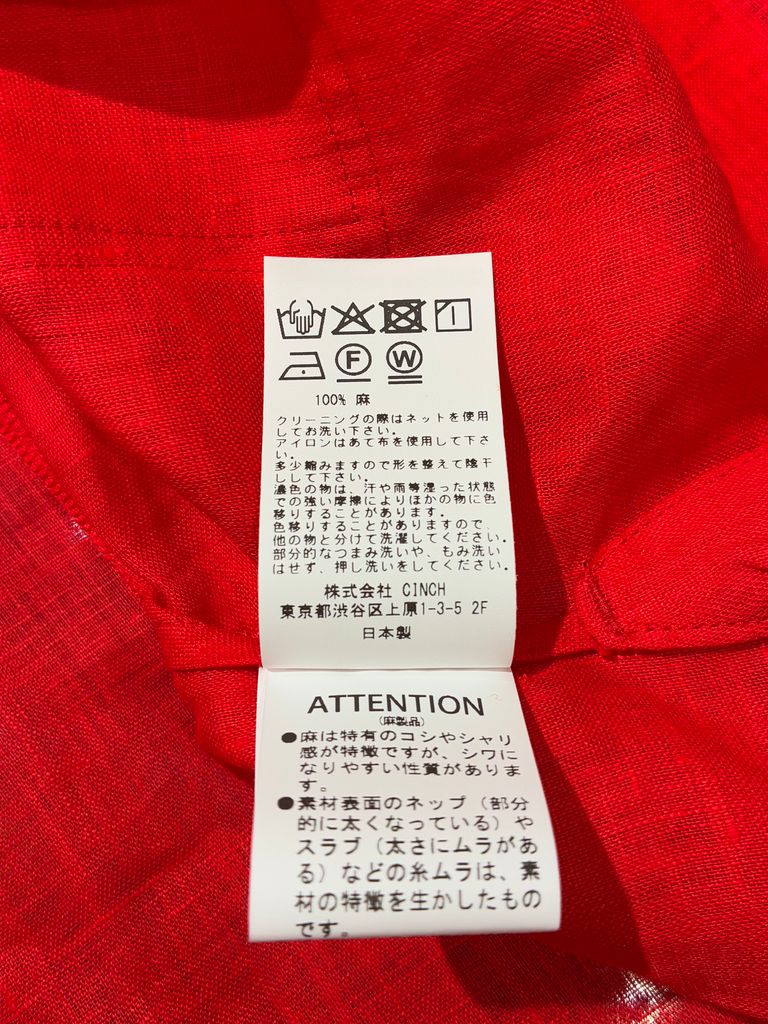 F W
100% 麻
クリーニングの際はネットを使用
してお洗い下さい。
アイロンはあて布を使用して下さ
い。
多少縮みますので形を整えて陰干
しして下さい。
濃色の物は、汗や雨等湿った状態
での強い摩擦によりほかの物に色
移りすることがあります。
色移りすることがありますので、
他の物と分けて洗濯してください。
部分的なつまみ洗いや、もみ洗い
はせず、押し洗いをしてください。
株式会社 CINCH
東京都渋谷区上原1-3-5 2F
日本製
ATTENTION
(麻製品)
●麻は特有のコシやシャリ
感が特徴ですが、シワに
なりやすい性質がありま
す。
●素材表面のネップ（部分
的に太くなっている）や
スラブ（太さにムラがあ
る）などの糸ムラは、素
材の特徴を生かしたもの
です。